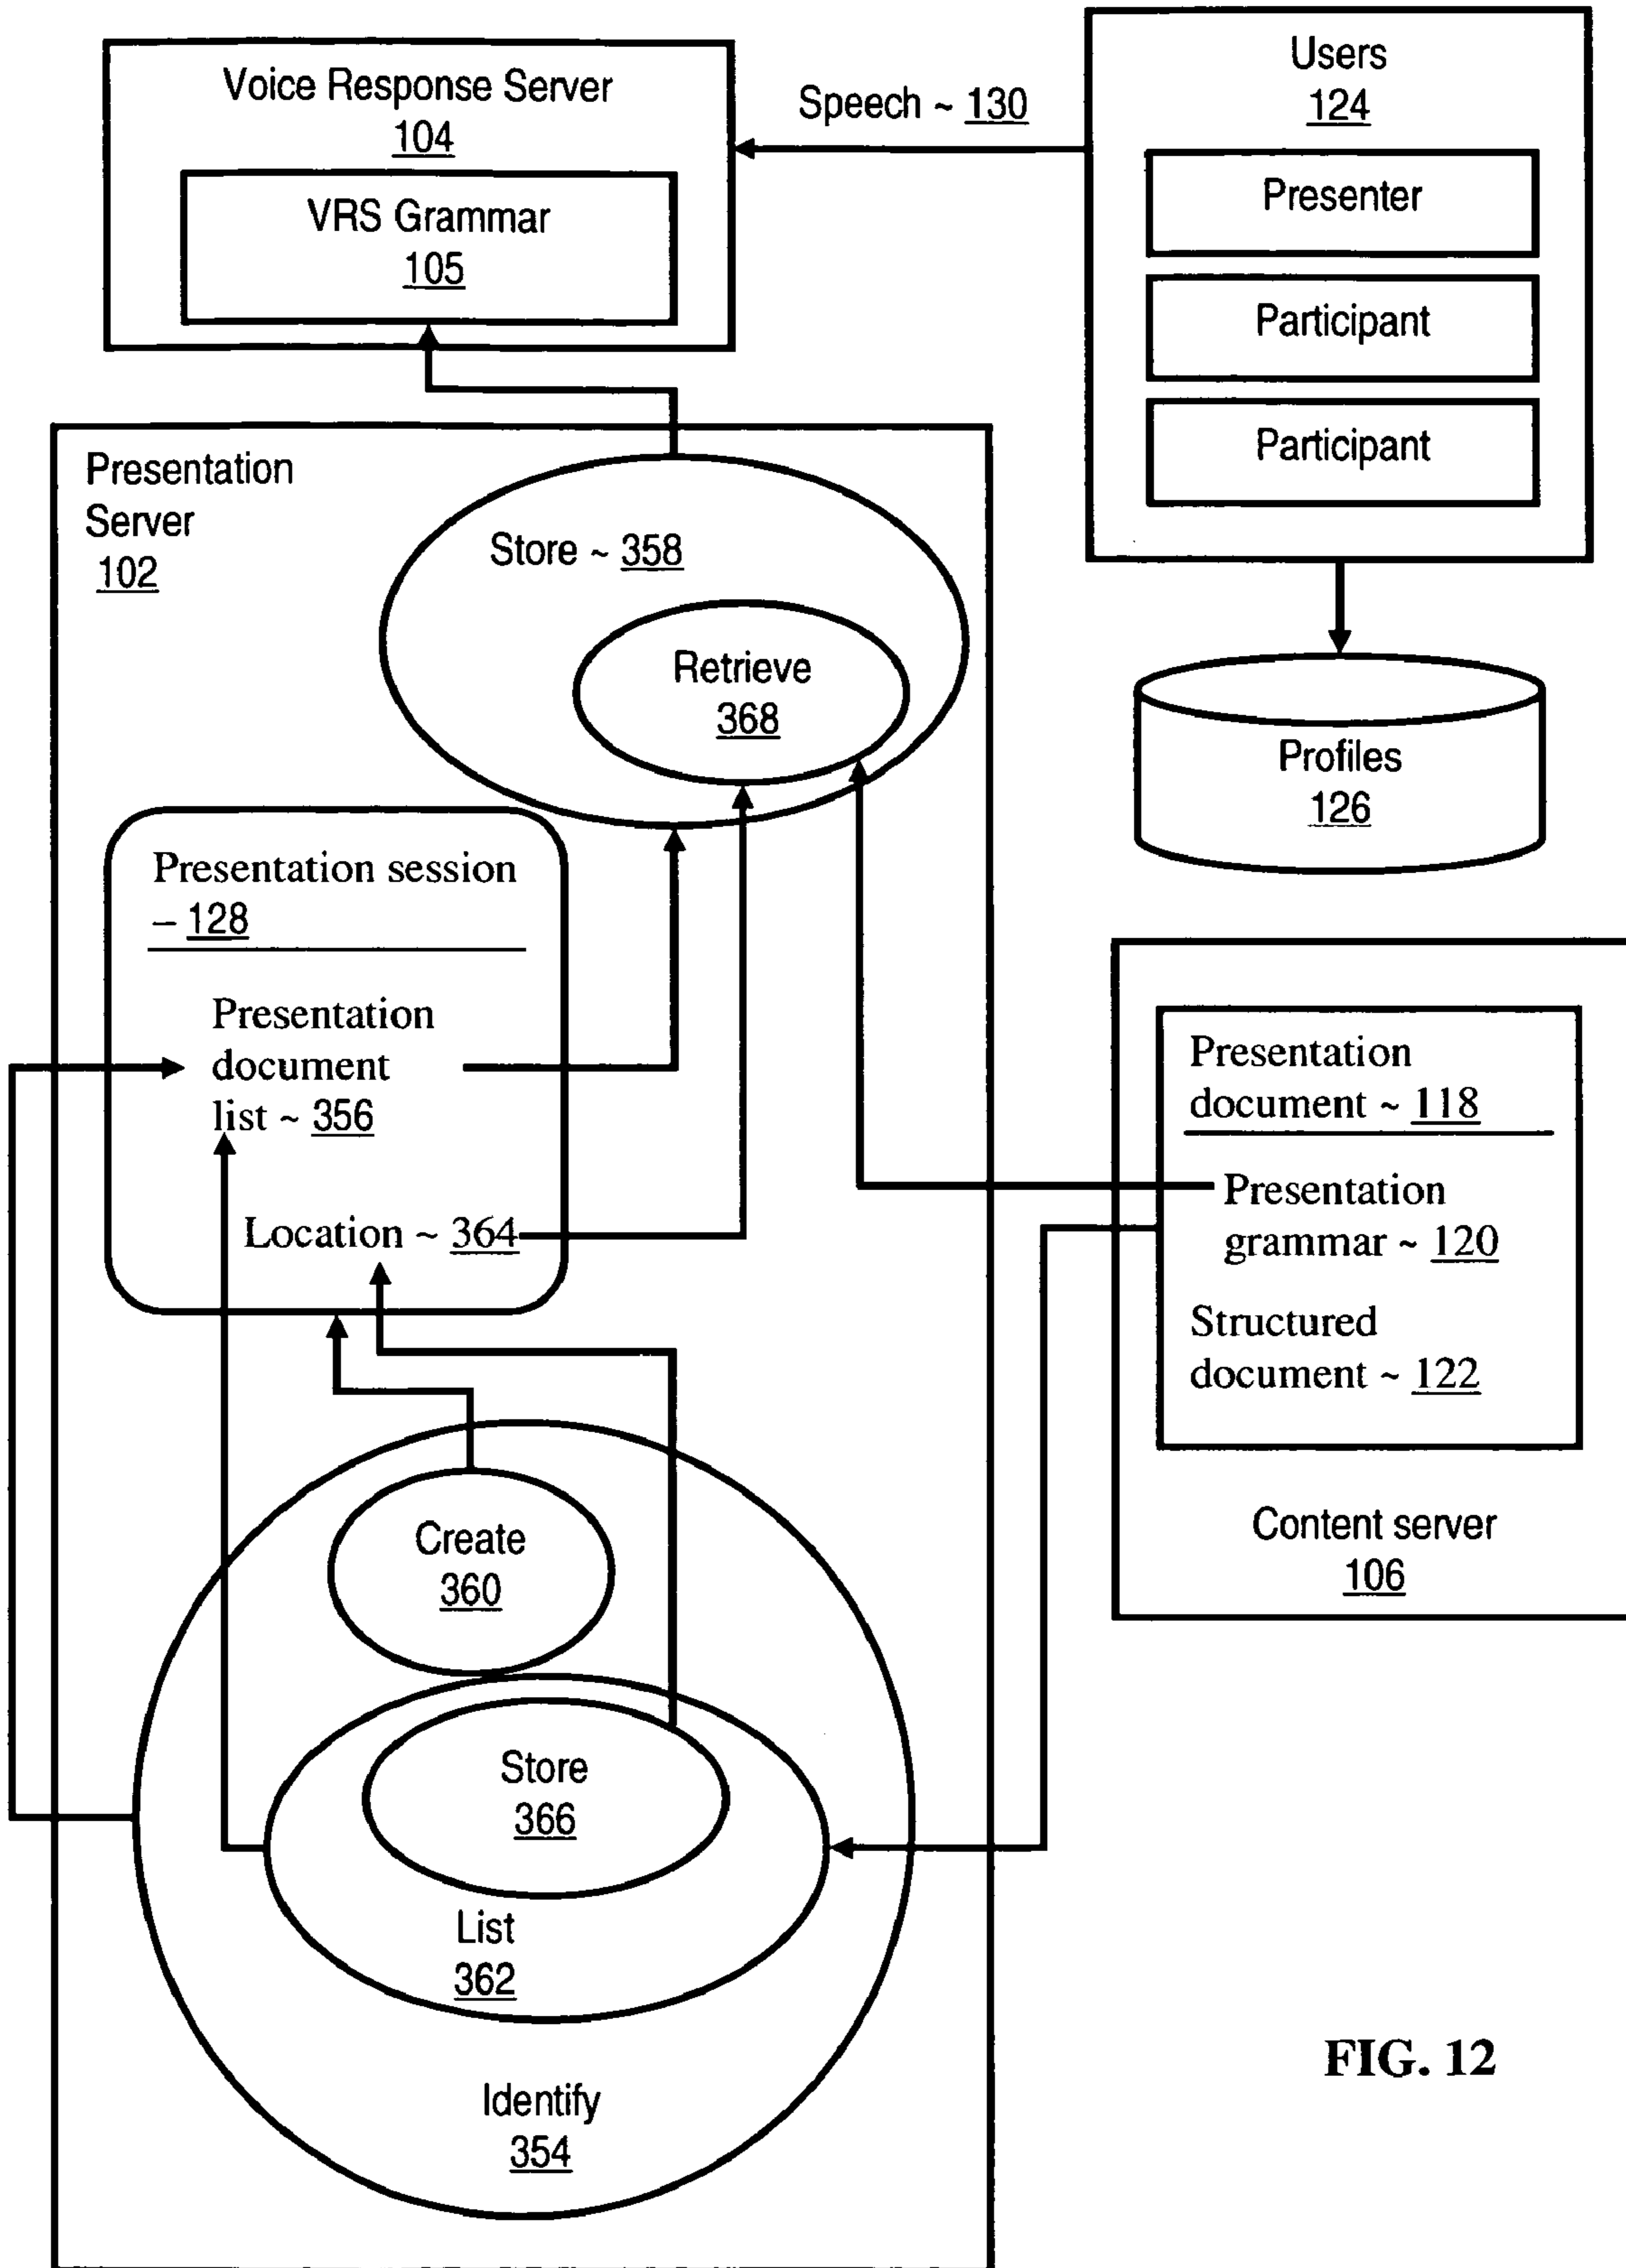 Voice Response Server
104
VRS Grammar
105
Speech ~ 130
Users
124
Presenter
Participant
Participant
Presentation
Server
102
Store ~ 358
Retrieve
368
Profiles
126
Presentation session
– 128
Presentation
document
list ~ 356
Location ~ 364
Presentation
document ~ 118
Presentation
grammar ~ 120
Structured
document ~ 122
Content server
106
Create
360
Store
366
List
362
Identify
354
FIG. 12